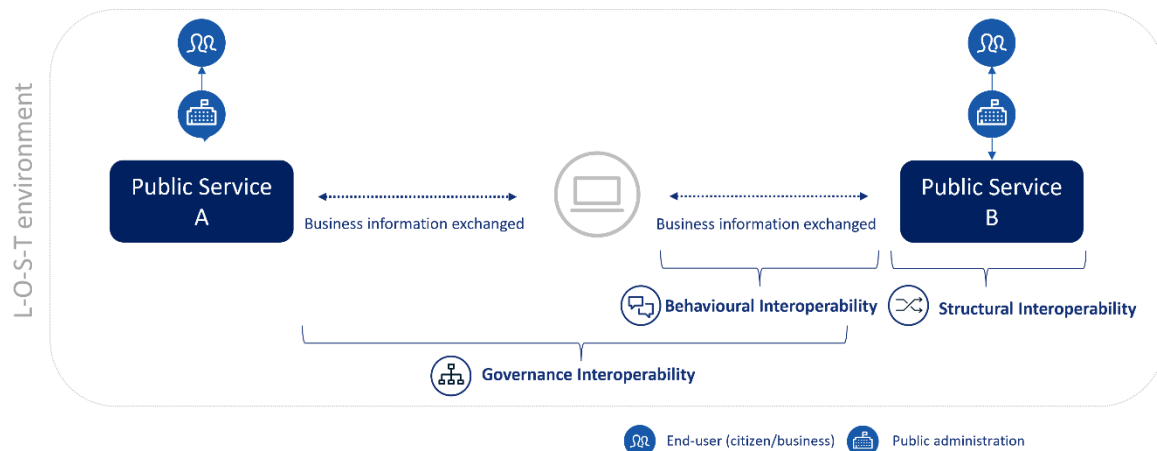 L-O-S-T environment
Public Service
A
Business information exchanged
Business information exchanged
Public Service
B
Behavioural Interoperability
Structural Interoperability
Governance Interoperability
End-user (citizen/business)
Public administration